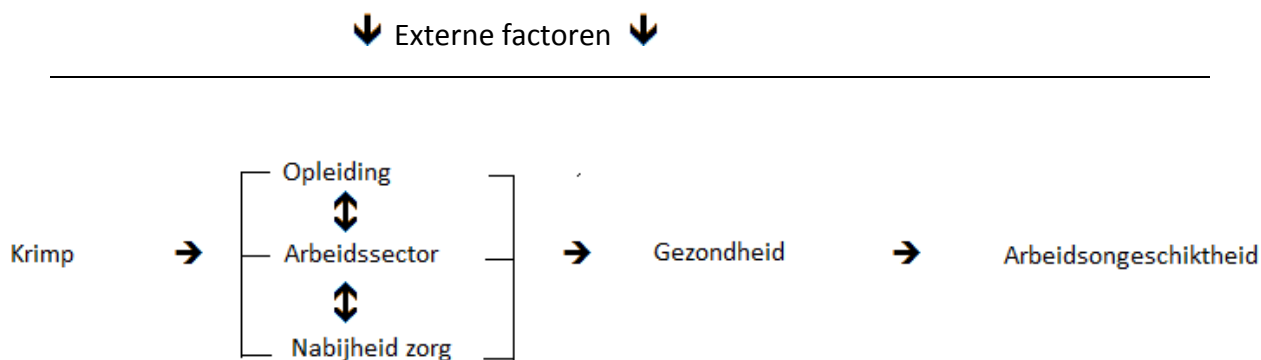 Externe factoren
Opleiding
Krimp
Arbeidssector
Gezondheid
Arbeidsongeschiktheid
Nabijheid zorg